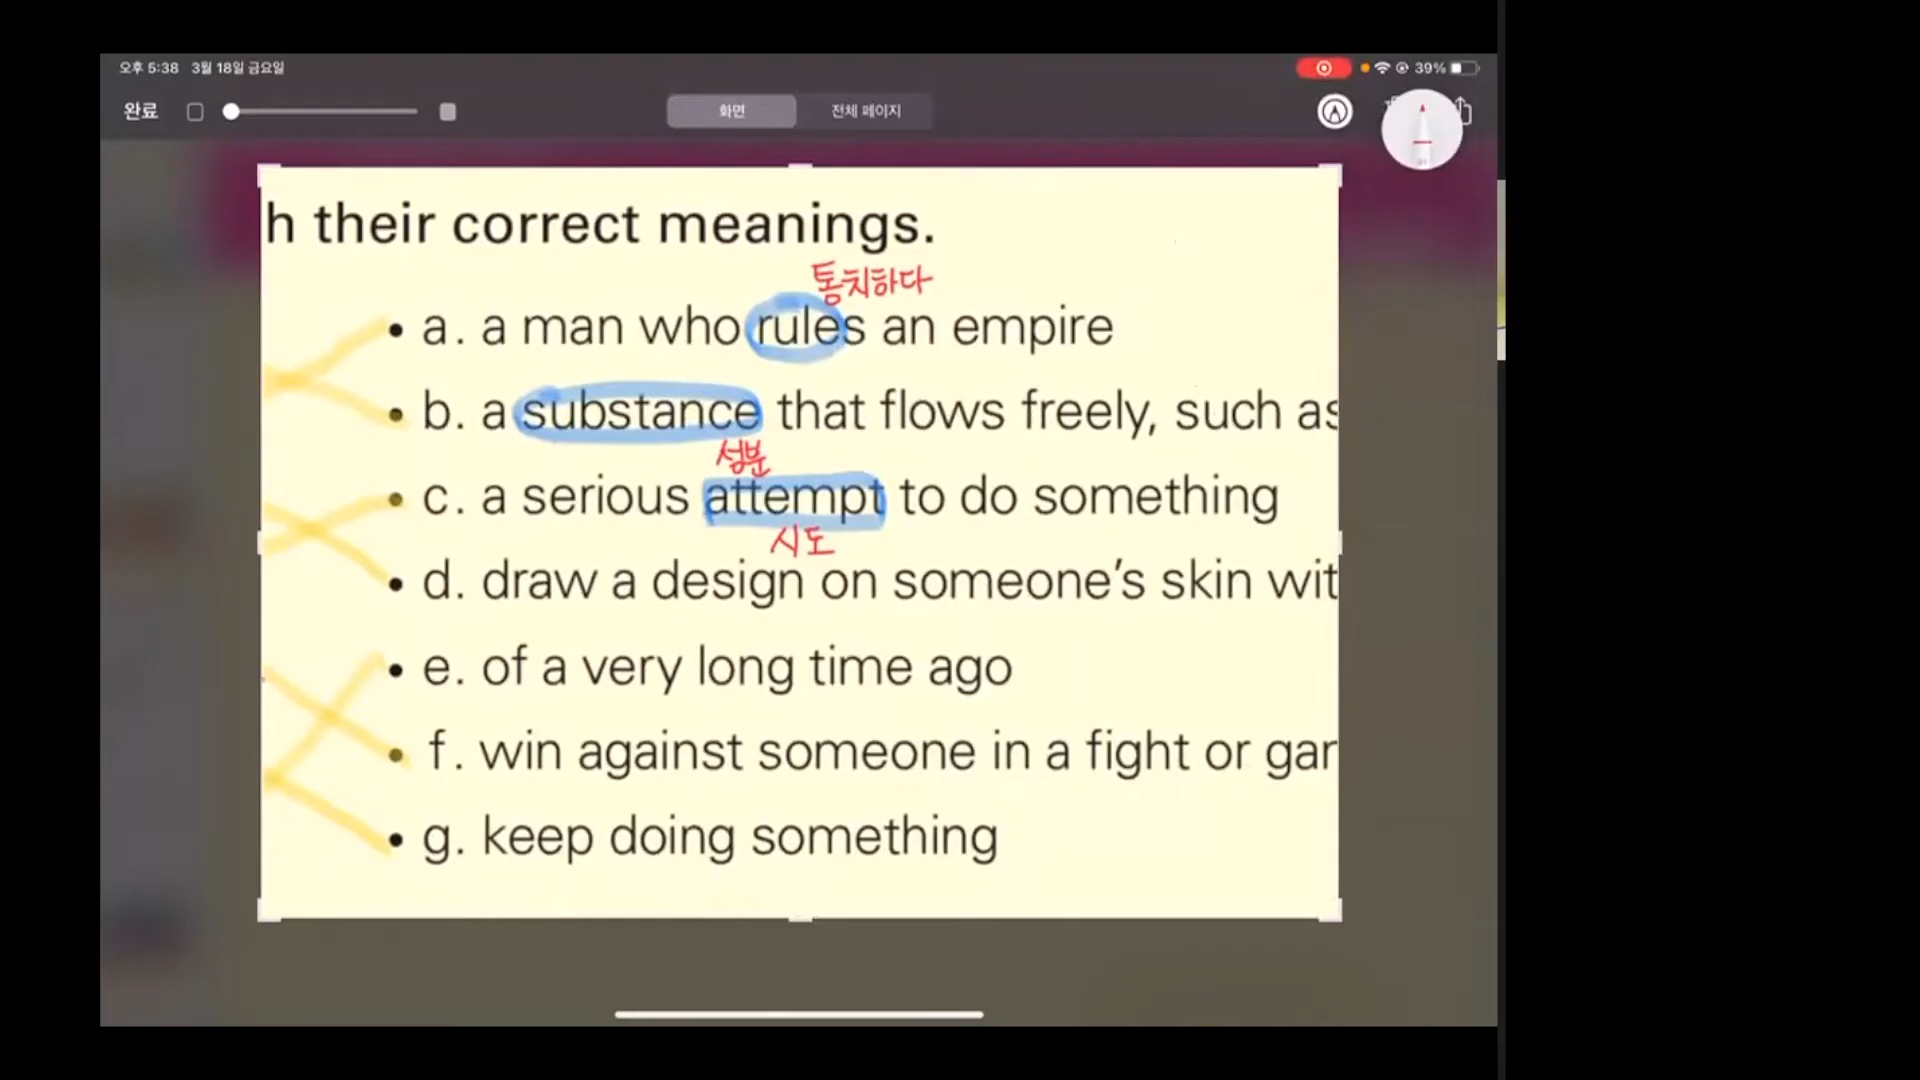 오후 5:38 3월 18일 금요일
39%
완료
화면
전체 페이지
h their correct meanings.
통치하다
a. a man who rules an empire
b. a substance that flows freely, such as
성분
c. a serious attempt to do something
시도
d. draw a design on someone’s skin wit
e. of a very long time ago
f. win against someone in a fight or gar
g. keep doing something